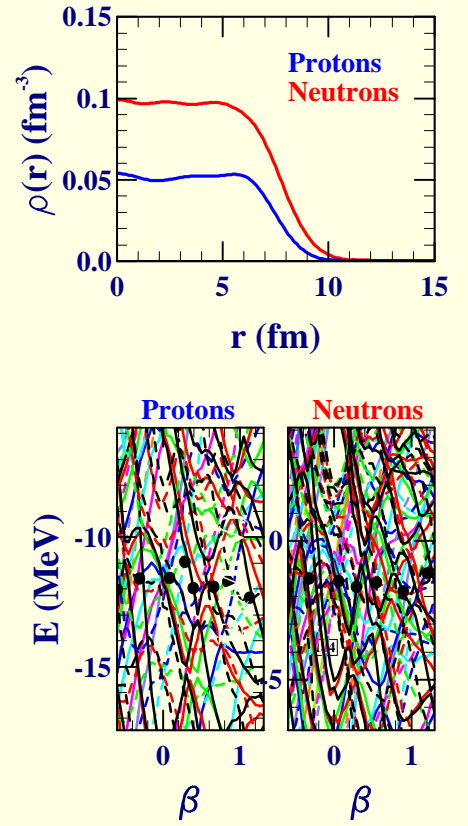 0.15
Protons
Neutrons
0.1
0.05
0.0
ρ(r) (fm⁻³)
0 5 10 15
r (fm)
Protons Neutrons
-10
-15
0
-5
E (MeV)
0 1 0 1
β β